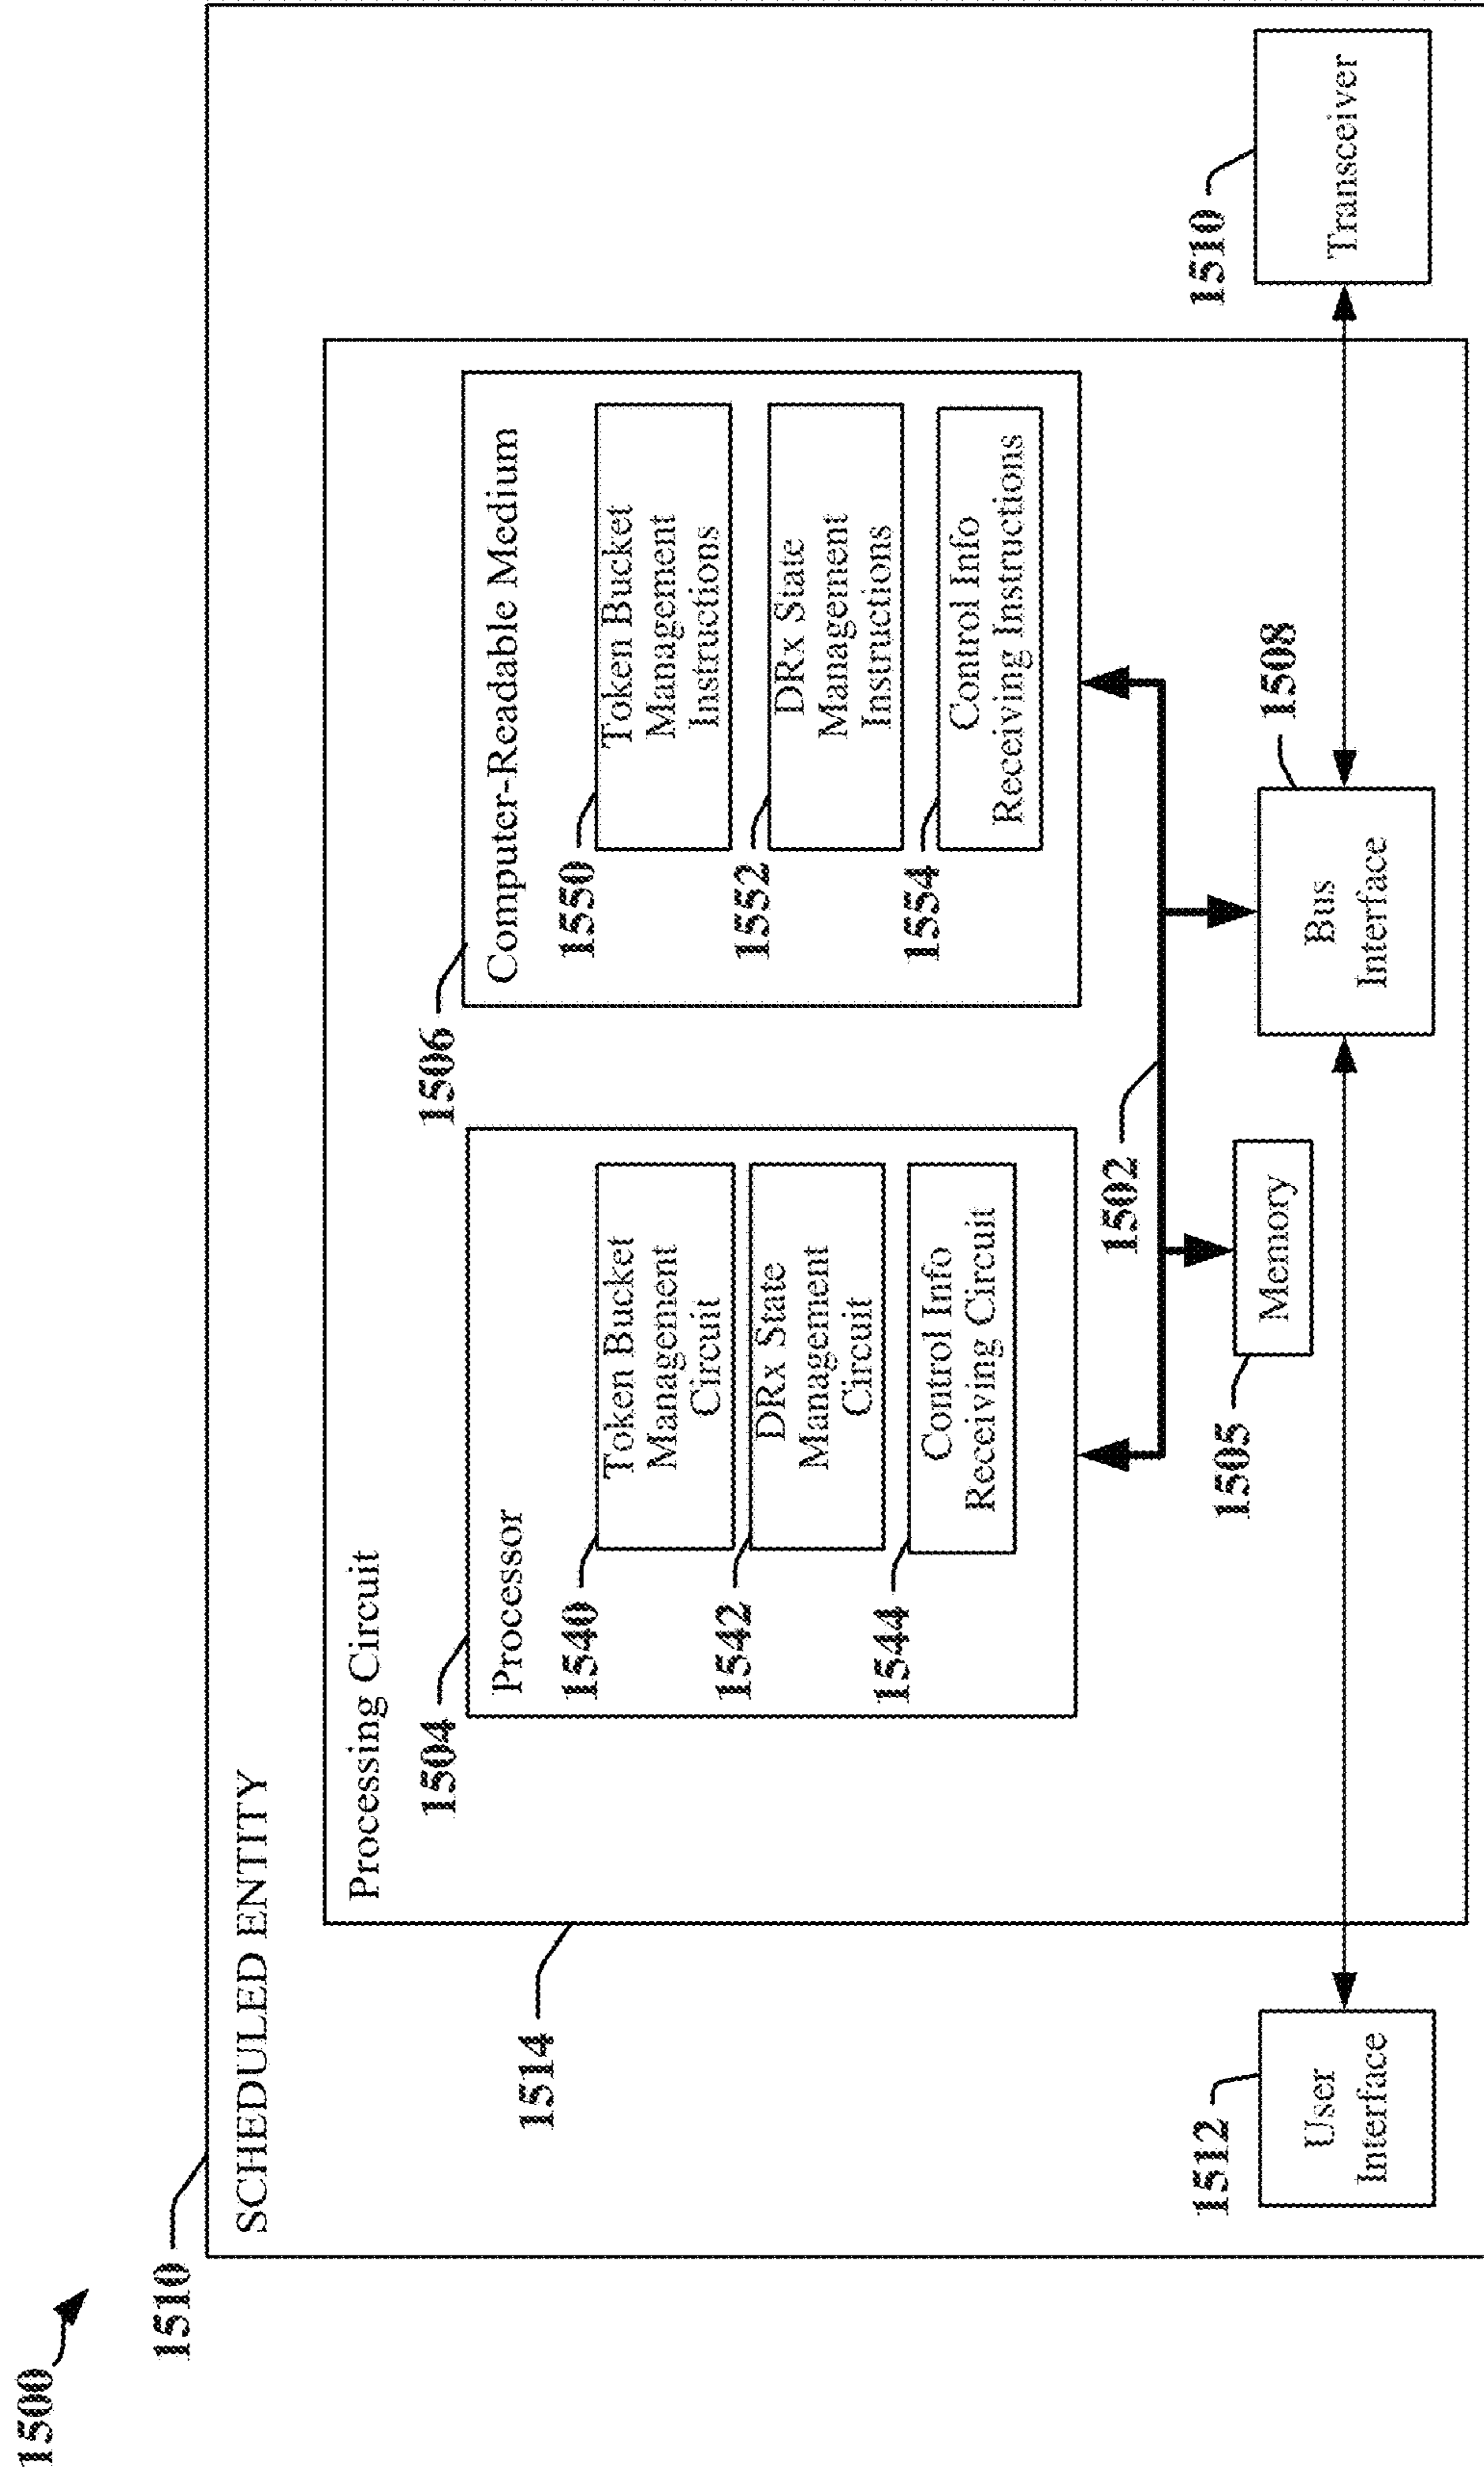 1500
1510
SCHEDULED ENTITY
1514
Processing Circuit
1504
Processor
1540
Token Bucket
Management
Circuit
1542
DRx State
Management
Circuit
1544
Control Info
Receiving Circuit
1506
Computer-Readable Medium
1550
Token Bucket
Management
Instructions
1552
DRx State
Management
Instructions
1554
Control Info
Receiving Instructions
1502
1505
Memory
1508
Bus
Interface
1512
User
Interface
1510
Transceiver